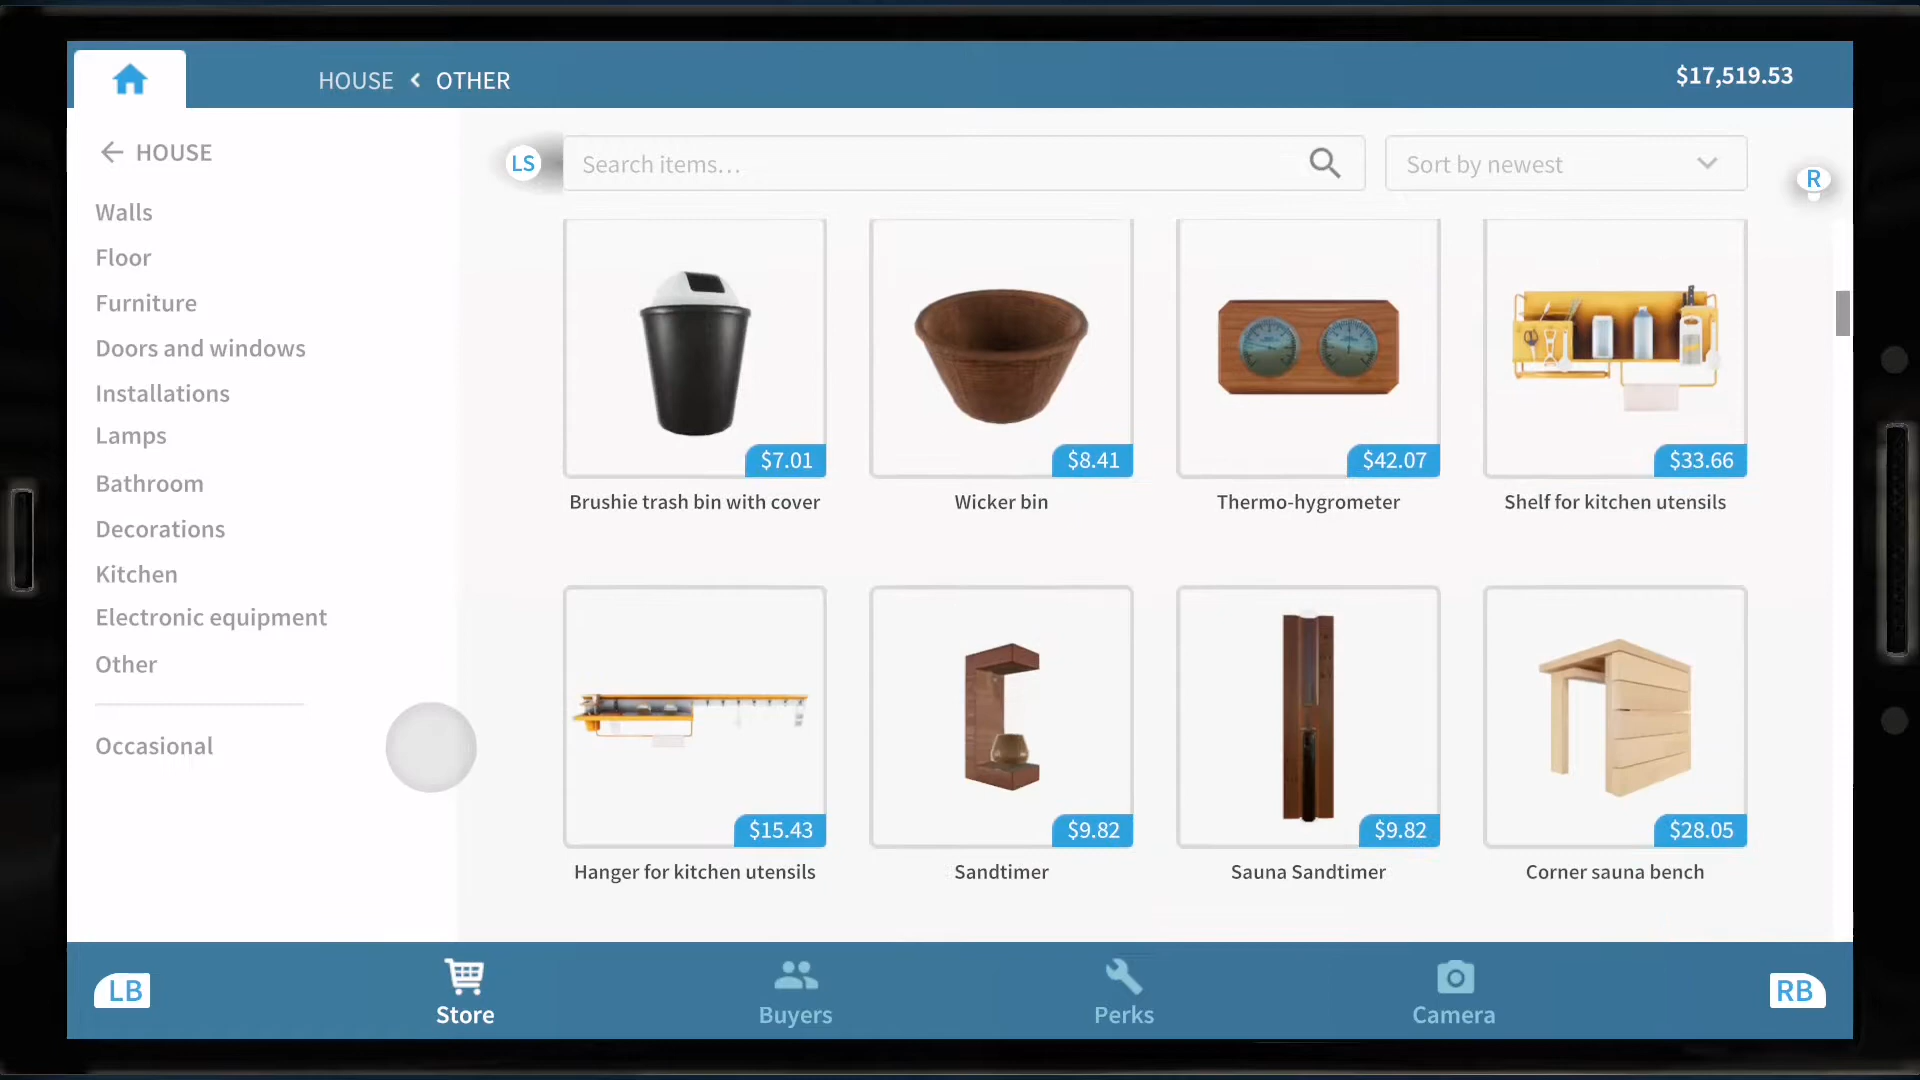 HOUSE < OTHER
$17,519.53
HOUSE
LS
Search items...
Sort by newest
R
Walls
Floor
Furniture
Doors and windows
Installations
Lamps
Bathroom
Decorations
Kitchen
Electronic equipment
Other
Occasional
$7.01
$8.41
$42.07
$33.66
Brushie trash bin with cover
Wicker bin
Thermo-hygrometer
Shelf for kitchen utensils
$15.43
$9.82
$9.82
$28.05
Hanger for kitchen utensils
Sandtimer
Sauna Sandtimer
Corner sauna bench
LB
Store
Buyers
Perks
Camera
RB